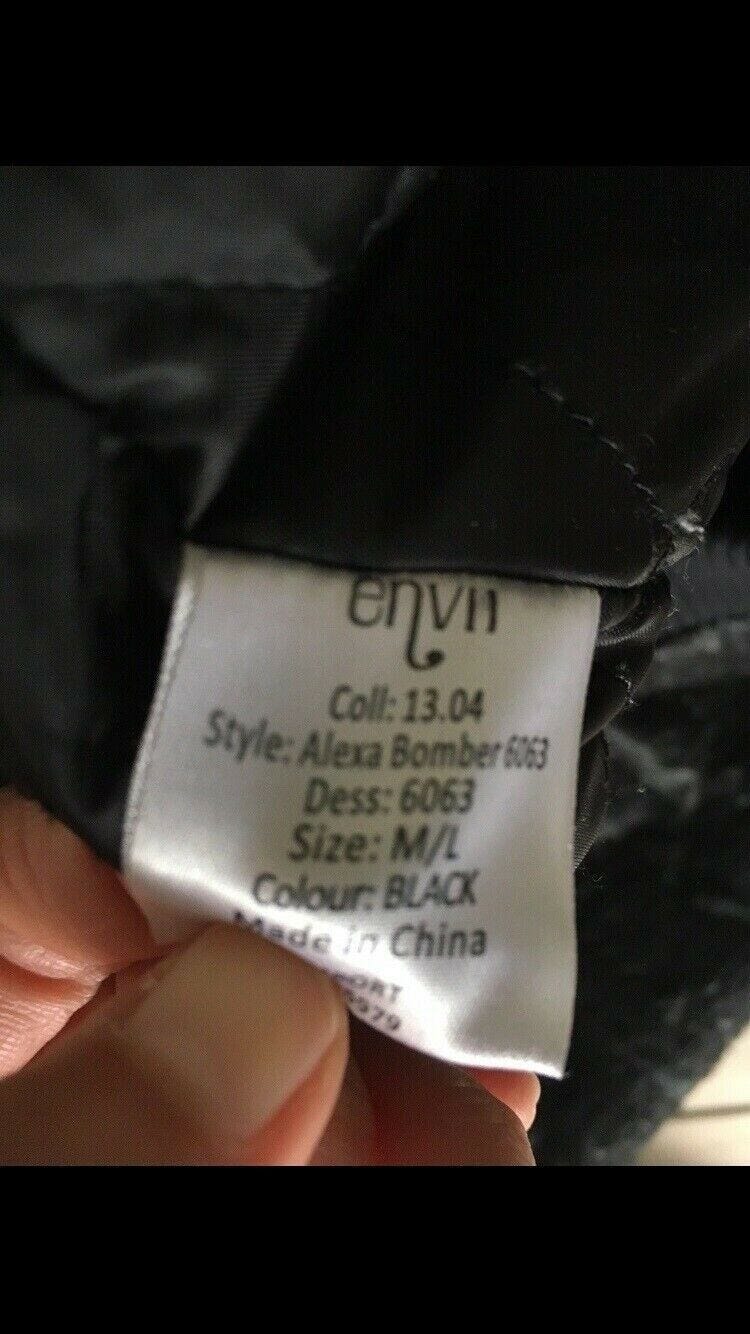 envii
Coll: 13.04
Style: Alexa Bomber 6063
Dess: 6063
Size: M/L
Colour: BLACK
Made in China